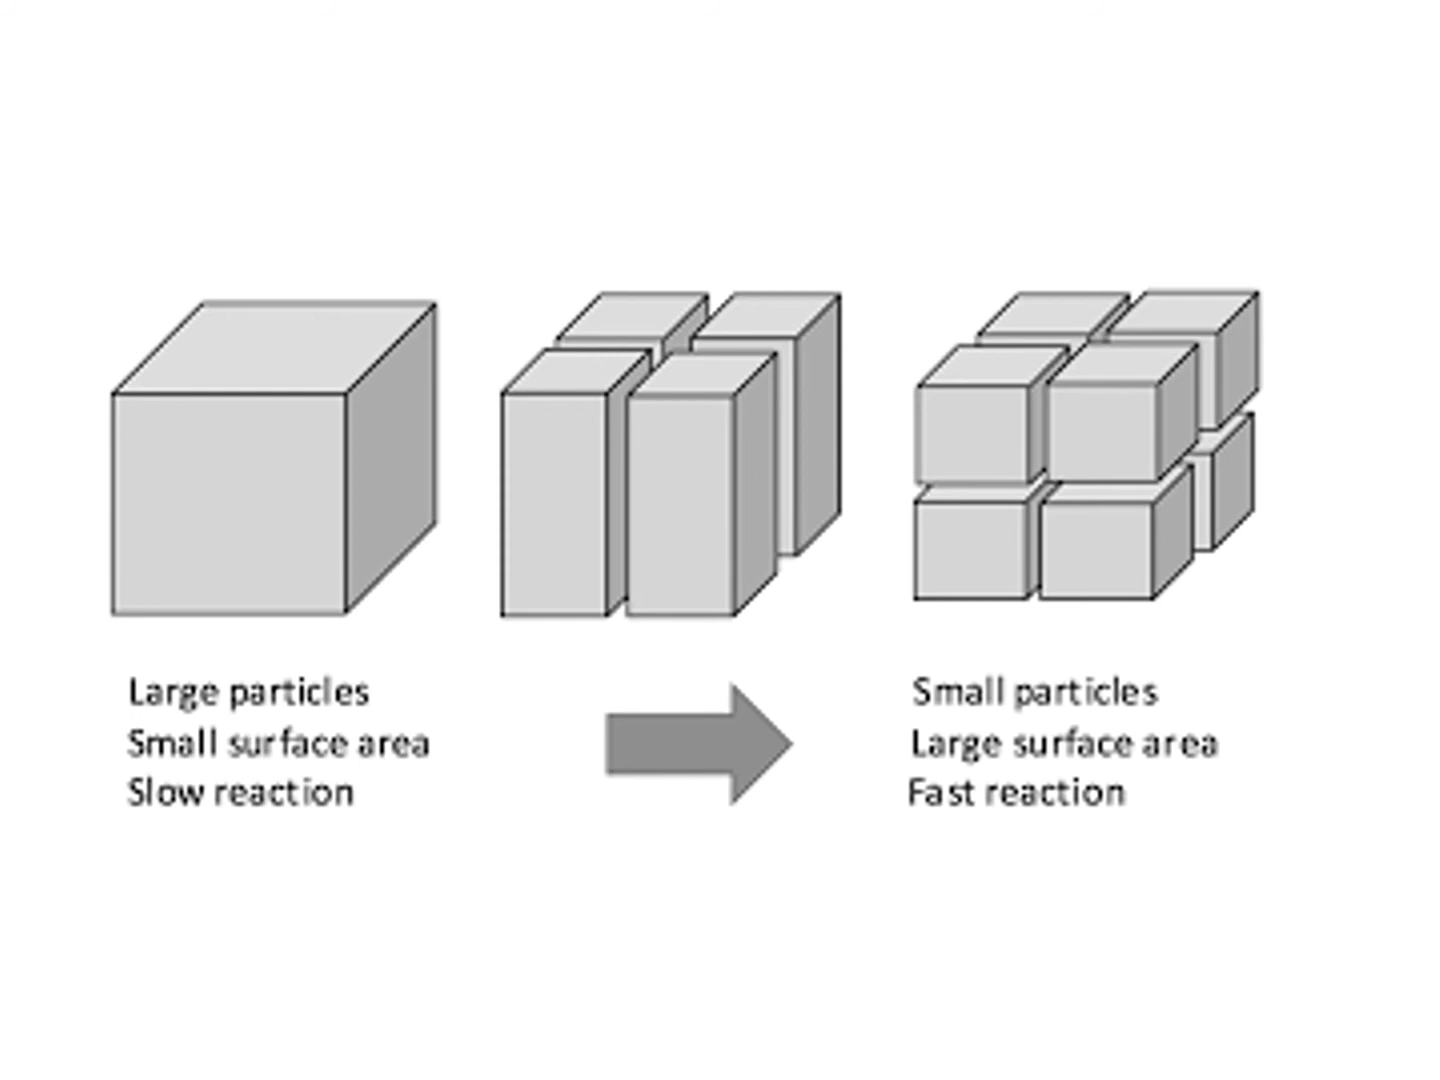 Large particles
Small surface area
Slow reaction
Small particles
Large surface area
Fast reaction